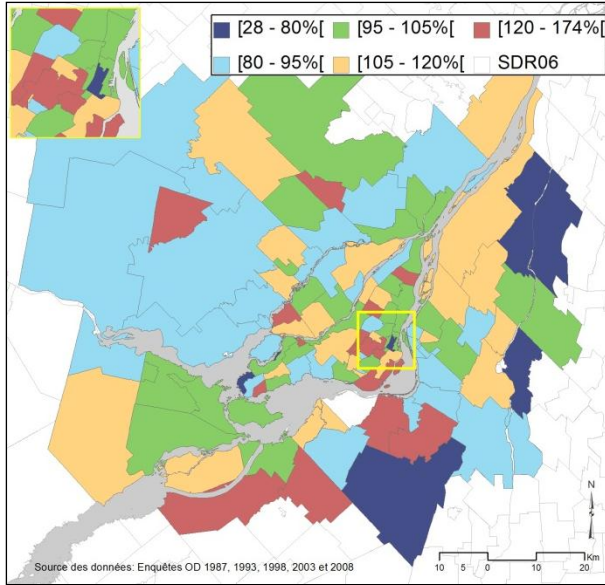 [28 - 80%[ [95 - 105%[ [120 - 174%[
[80 - 95%[ [105 - 120%[ SDR06
N
Km
10 5 0 10 20
Source des données: Enquêtes OD 1987, 1993, 1998, 2003 et 2008